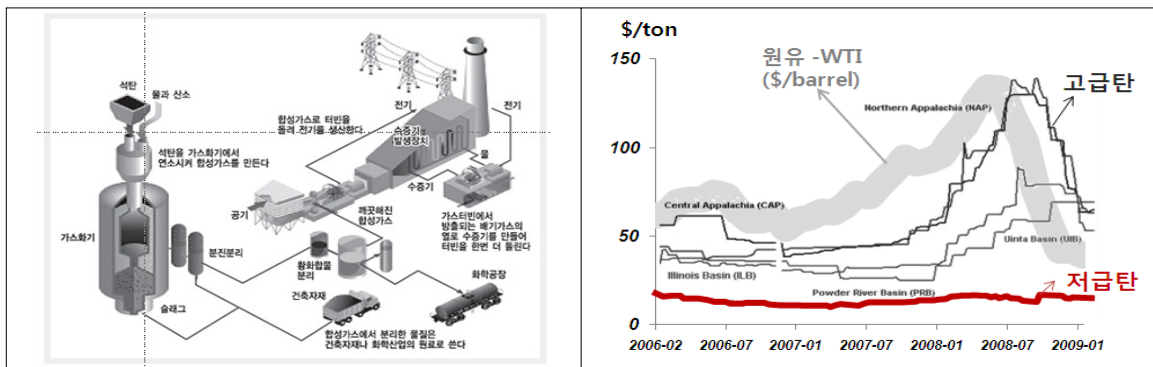 석탄
물과 산소
석탄을 가스화기에서
연소시켜 합성가스를 만든다
가스화기
분진분리
슬래그
합성가스로 터빈을
돌려 전기를 생산한다
전기
전기
수증기
발생장치
물
수증기
공기
깨끗해진
합성가스
가스터빈에서
방출되는 배기가스의
열로 수증기를 만들어
터빈을 한번 더 돌린다
황화합물
분리
화학공장
건축자재
합성가스에서 분리한 물질은
건축자재나 화학산업의 원료로 쓴다
$/ton
150
100
50
0
원유 -WTI
($/barrel)
Northern Appalachia (NAP)
고급탄
Central Appalachia (CAP)
Uinta Basin (UIB)
Illinois Basin (ILB)
Powder River Basin (PRB)
저급탄
2006-02 2006-07 2007-01 2007-07 2008-01 2008-07 2009-01